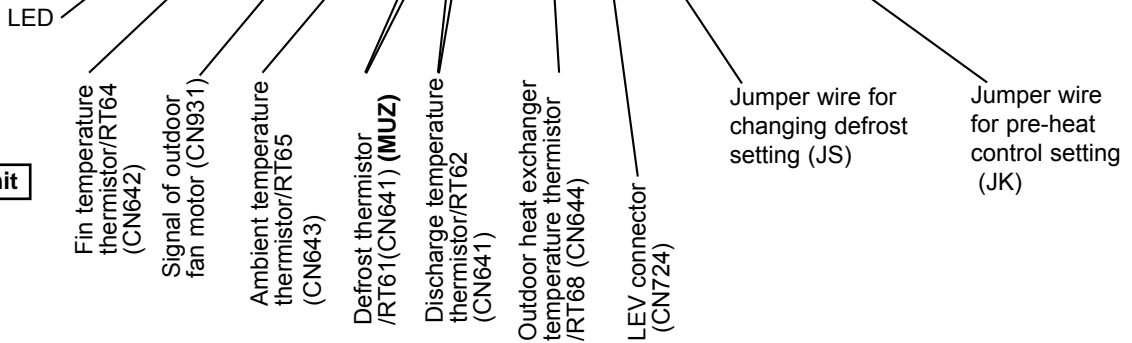 LED
Fin temperature
thermistor/RT64
(CN642)
Signal of outdoor
fan motor (CN931)
Ambient temperature
thermistor/RT65
(CN643)
Defrost thermistor
/RT61(CN641) (MUZ)
Discharge temperature
thermistor/RT62
(CN641)
Outdoor heat exchanger
temperature thermistor
/RT68 (CN644)
LEV connector
(CN724)
Jumper wire for
changing defrost
setting (JS)
Jumper wire
for pre-heat
control setting
(JK)